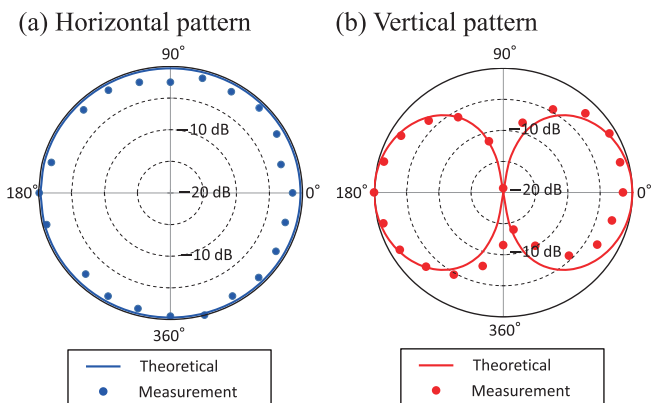 (a) Horizontal pattern
90˚
−10 dB
180˚
−20 dB
0˚
−10 dB
360˚
Theoretical
Measurement
(b) Vertical pattern
90˚
−10 dB
180˚
−20 dB
0˚
−10 dB
360˚
Theoretical
Measurement